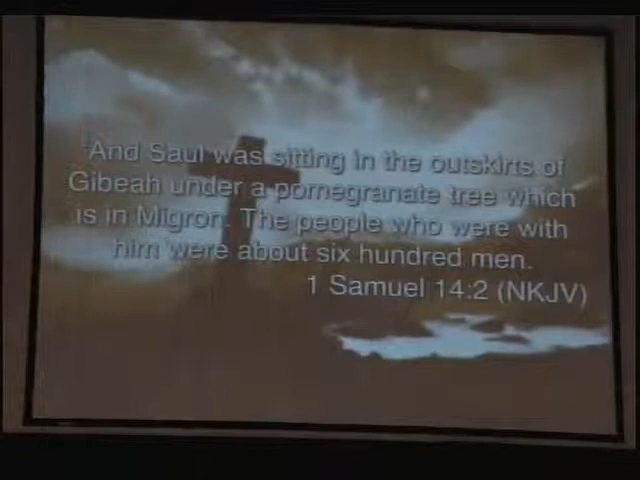 And Saul was sitting in the outskirts of
Gibeah under a pomegranate tree which
is in Migron. The people who were with
him were about six hundred men.
1 Samuel 14:2 (NKJV)